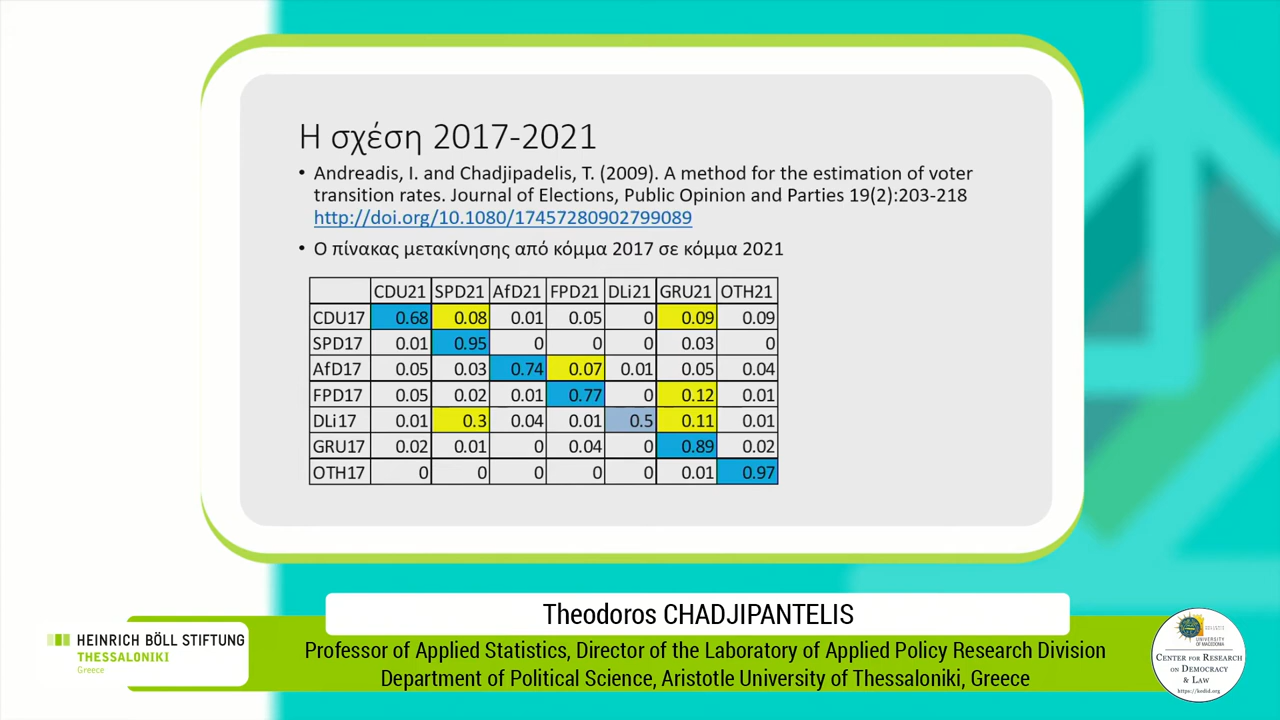 Η σχέση 2017-2021
• Andreadis, I. and Chadjipadelis, T. (2009). A method for the estimation of voter
transition rates. Journal of Elections, Public Opinion and Parties 19(2):203-218
http://doi.org/10.1080/17457280902799089
• Ο πίνακας μετακίνησης από κόμμα 2017 σε κόμμα 2021
CDU21 SPD21 AfD21 FPD21 DLi21 GRU21 OTH21
CDU17 0.68 0.08 0.01 0.05 0 0.09 0.09
SPD17 0.01 0.95 0 0 0 0.03 0
AfD17 0.05 0.03 0.74 0.07 0.01 0.05 0.04
FPD17 0.05 0.02 0.01 0.77 0 0.12 0.01
DLi17 0.01 0.3 0.04 0.01 0.5 0.11 0.01
GRU17 0.02 0.01 0 0.04 0 0.89 0.02
OTH17 0 0 0 0 0 0.01 0.97
Theodoros CHADJIPANTELIS
Professor of Applied Statistics, Director of the Laboratory of Applied Policy Research Division
Department of Political Science, Aristotle University of Thessaloniki, Greece
HEINRICH BÖLL STIFTUNG
THESSALONIKI
Greece
UNIVERSITY
OF MACEDONIA
CENTER FOR RESEARCH
ON DEMOCRACY
& LAW
https://kedid.org